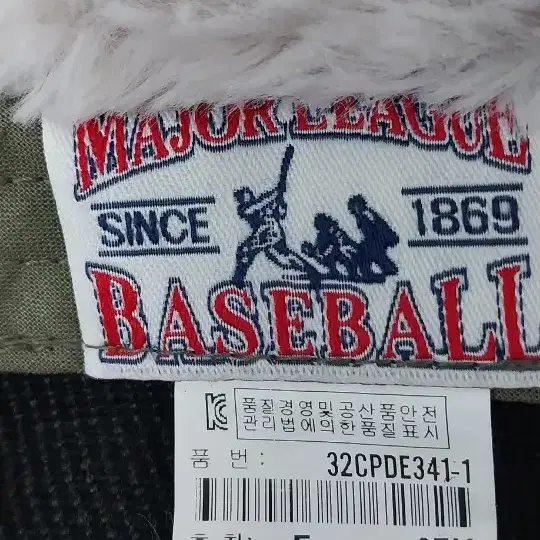 MAJOR LEAGUE
SINCE 1869
BASEBALL
KC 품질경영및공산품안전
관리법에의한품질표시
품 번 : 32CPDE341-1